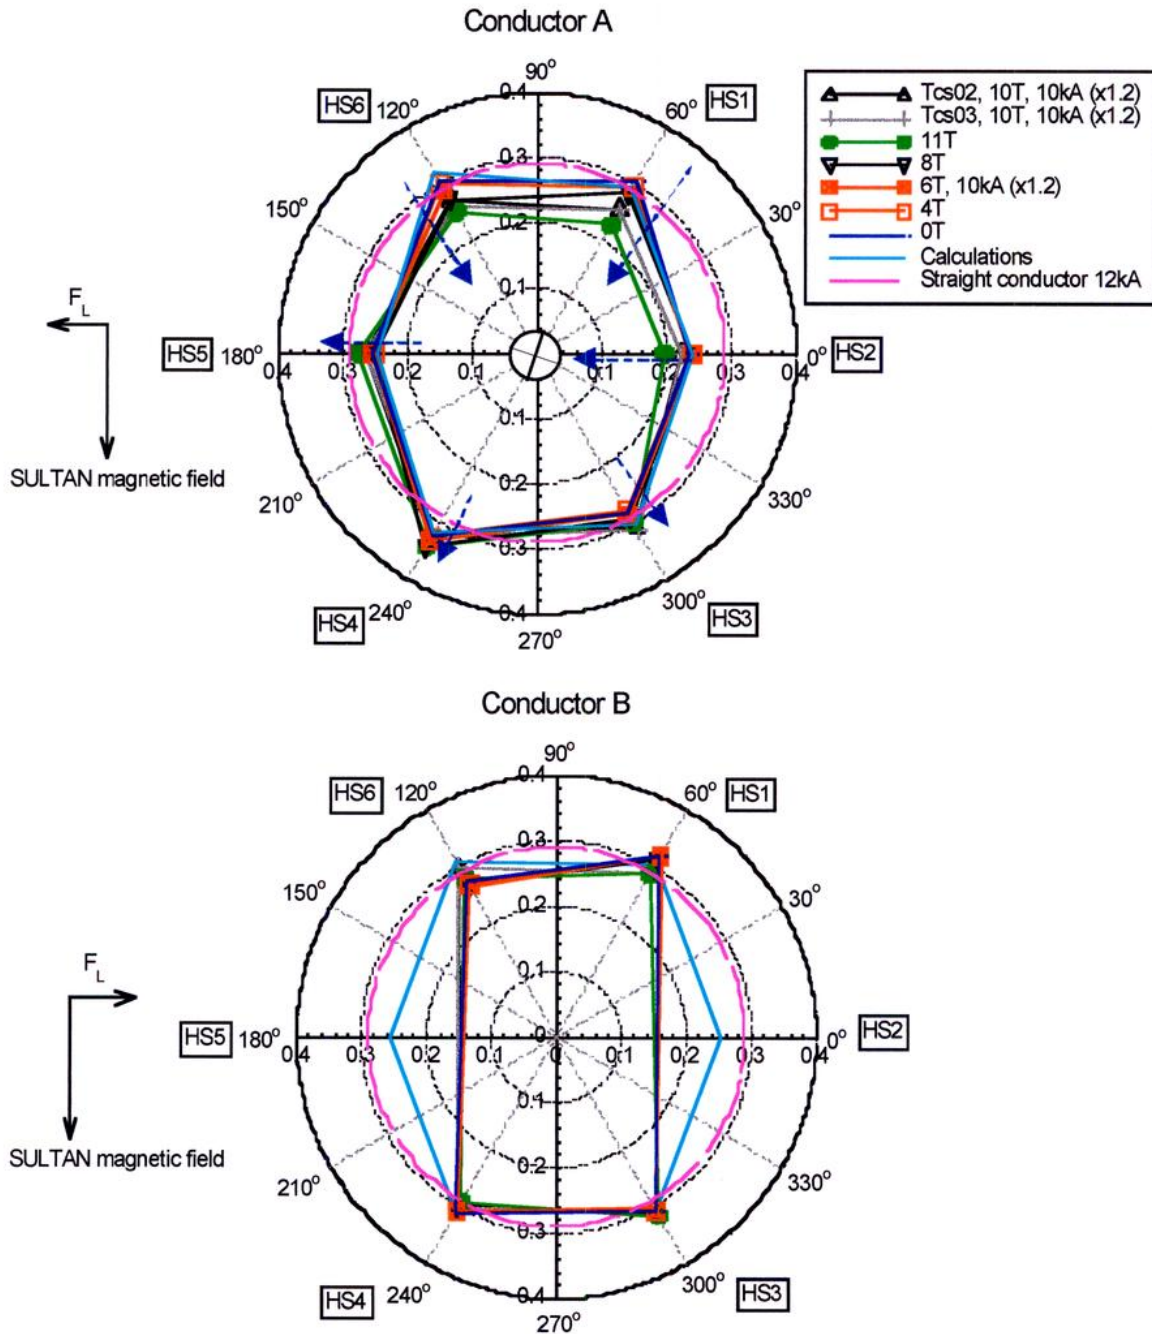 Conductor A
90°
0.4
HS6
120°
60°
HS1
0.3
150°
0.2
30°
0.1
F_L
HS5
180°
0.4
0.3
0.2
0.1
0.1
0.2
0.3
0.4
0°
HS2
0.1
SULTAN magnetic field
210°
0.2
330°
0.3
HS4
240°
0.4
300°
HS3
270°
Tcs02, 10T, 10kA (x1.2)
Tcs03, 10T, 10kA (x1.2)
11T
8T
6T, 10kA (x1.2)
4T
0T
Calculations
Straight conductor 12kA
Conductor B
90°
0.4
HS6
120°
60°
HS1
0.3
150°
0.2
30°
0.1
F_L
HS5
180°
0
0.4
0.3
0.2
0.1
0
0.1
0.2
0.3
0.4
0°
HS2
0.1
SULTAN magnetic field
210°
0.2
330°
0.3
HS4
240°
0.4
300°
HS3
270°